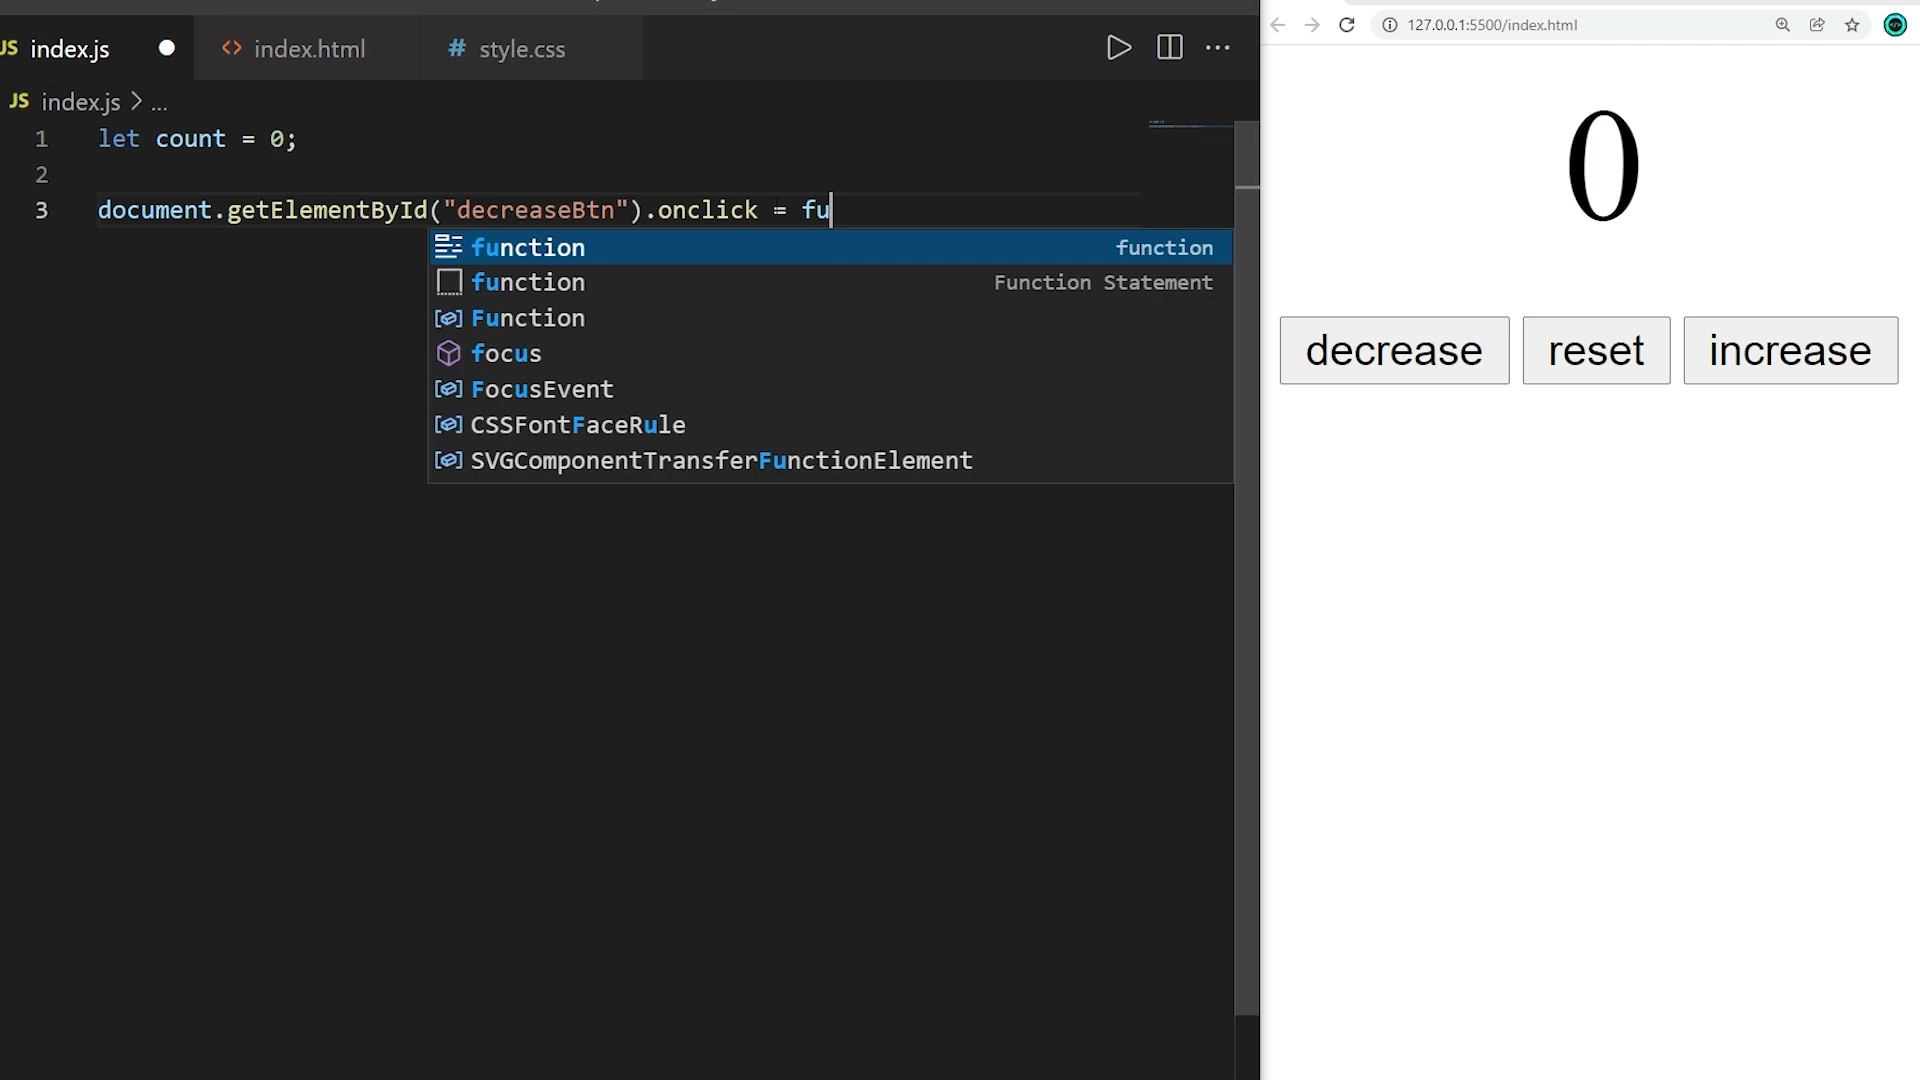 JS index.js
<> index.html
# style.css
JS index.js > ...
1 let count = 0;
2
3 document.getElementById("decreaseBtn").onclick = fu
function function
function Function Statement
Function
focus
FocusEvent
CSSFontFaceRule
SVGComponentTransferFunctionElement
127.0.0.1:5500/index.html
0
decrease reset increase